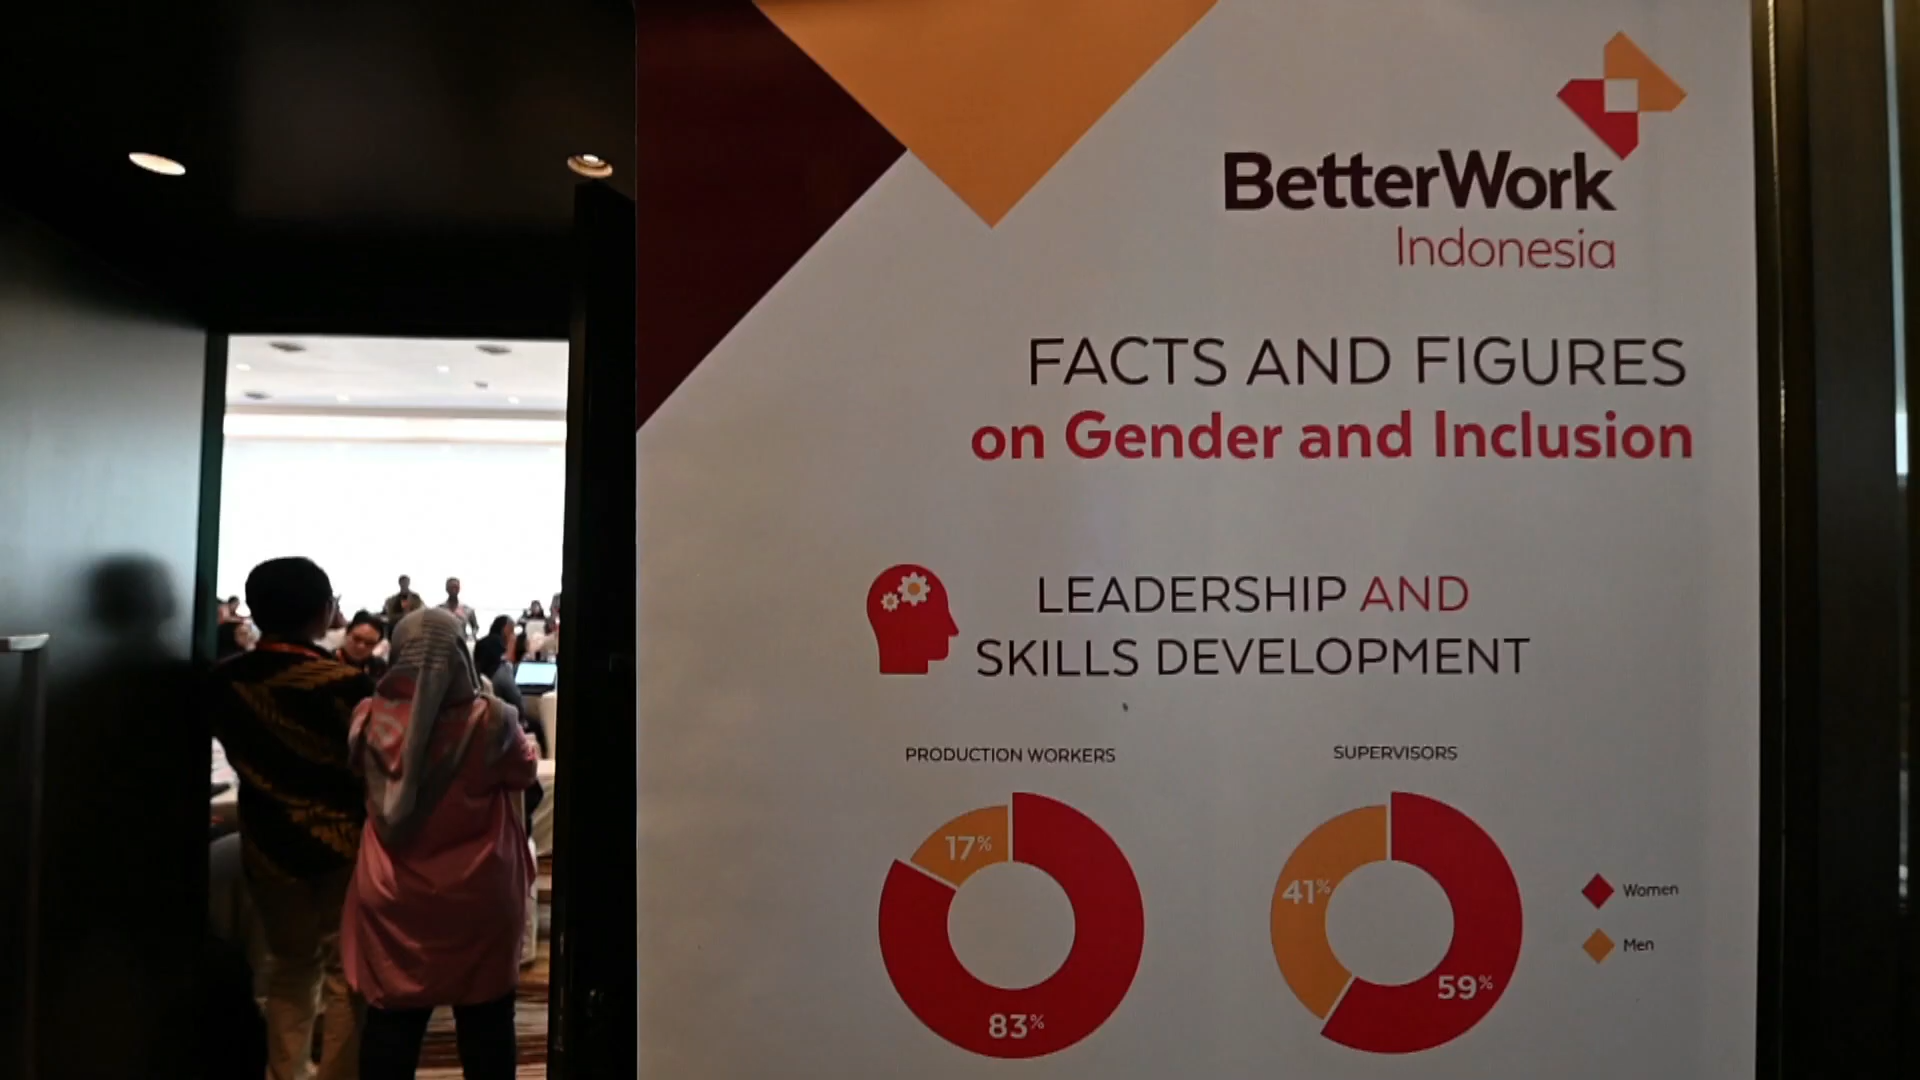 BetterWork
Indonesia
FACTS AND FIGURES
on Gender and Inclusion
LEADERSHIP AND
SKILLS DEVELOPMENT
PRODUCTION WORKERS
17%
83%
SUPERVISORS
41%
59%
Women
Men